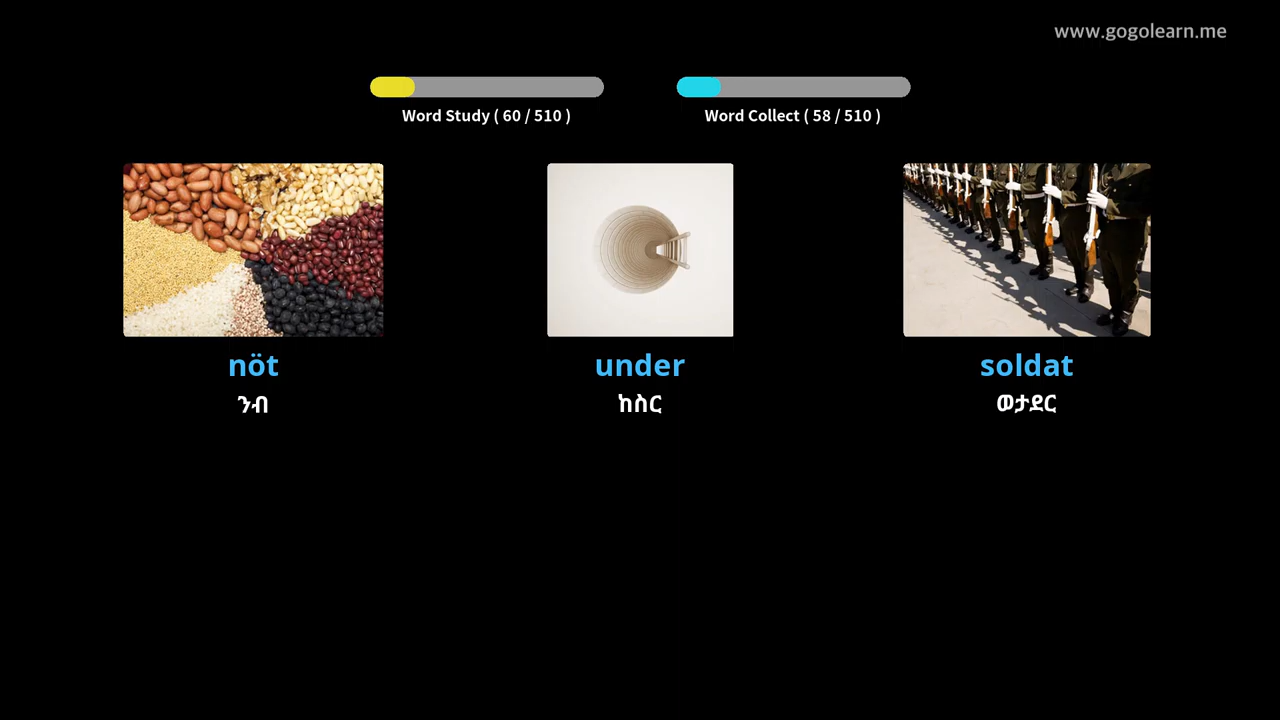 www.gogolearn.me
Word Study ( 60 / 510 )
Word Collect ( 58 / 510 )
nöt
under
soldat
ንብ
ከስር
ወታደር